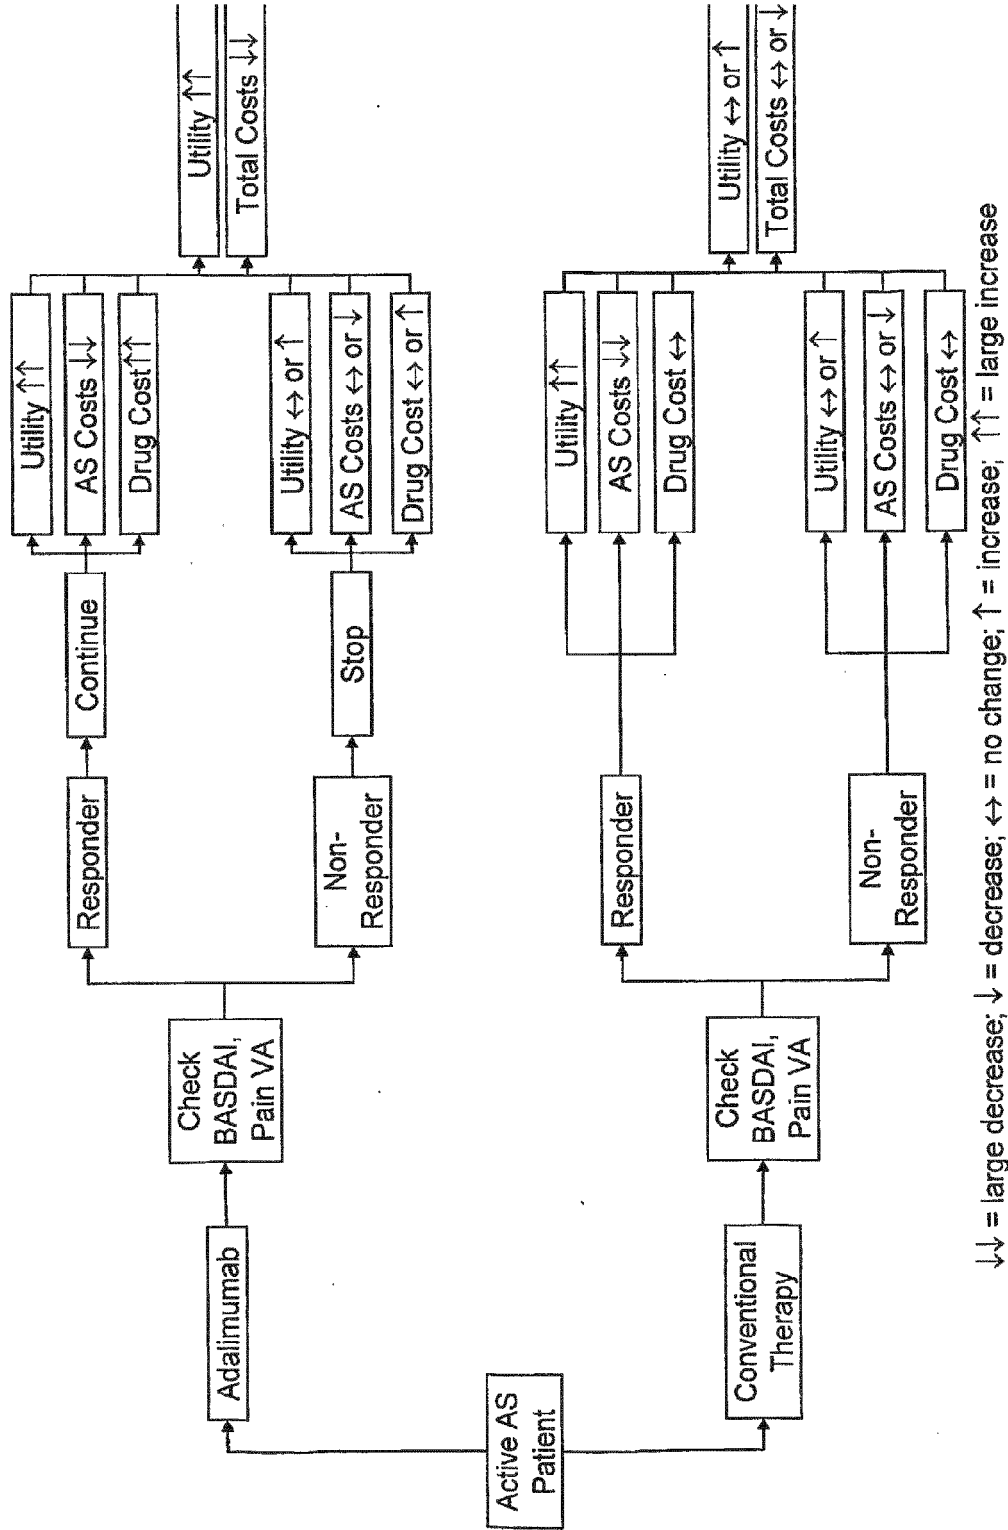 Active AS
Patient
Adalimumab
Check
BASDAI,
Pain VA
Responder
Continue
Utility ↑↑
AS Costs ↓↓
Drug Cost ↑↑
Non-
Responder
Stop
Utility ↔ or ↑
AS Costs ↔ or ↓
Drug Cost ↔ or ↑
Utility ↑↑
Total Costs ↓↓
Conventional
Therapy
Check
BASDAI,
Pain VA
Responder
Utility ↑↑
AS Costs ↓↓
Drug Cost ↔
Non-
Responder
Utility ↔ or ↑
AS Costs ↔ or ↓
Drug Cost ↔
Utility ↔ or ↑
Total Costs ↔ or ↓
↓↓ = large decrease; ↓ = decrease; ↔ = no change; ↑ = increase; ↑↑ = large increase